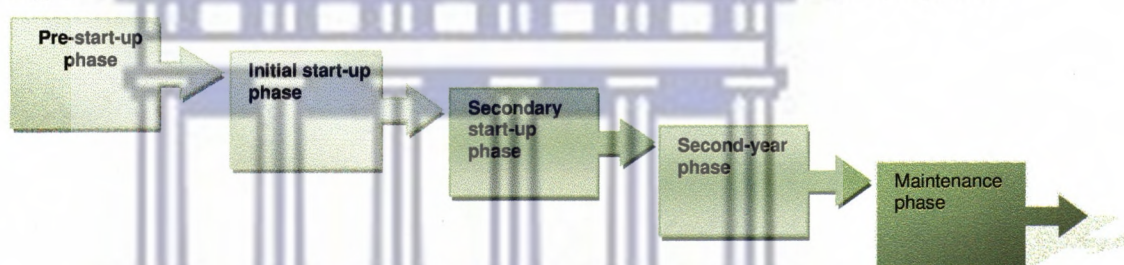 Pre-start-up
phase
Initial start-up
phase
Secondary
start-up
phase
Second-year
phase
Maintenance
phase